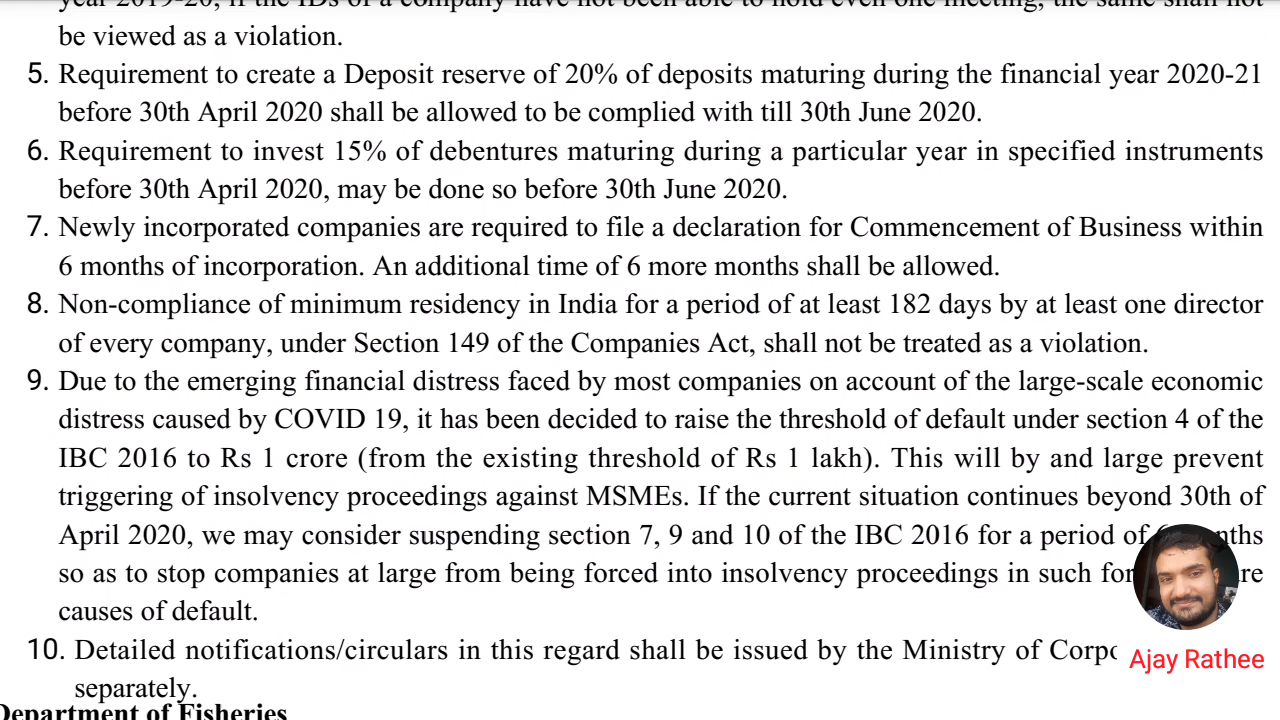 be viewed as a violation.
5. Requirement to create a Deposit reserve of 20% of deposits maturing during the financial year 2020-21
before 30th April 2020 shall be allowed to be complied with till 30th June 2020.
6. Requirement to invest 15% of debentures maturing during a particular year in specified instruments
before 30th April 2020, may be done so before 30th June 2020.
7. Newly incorporated companies are required to file a declaration for Commencement of Business within
6 months of incorporation. An additional time of 6 more months shall be allowed.
8. Non-compliance of minimum residency in India for a period of at least 182 days by at least one director
of every company, under Section 149 of the Companies Act, shall not be treated as a violation.
9. Due to the emerging financial distress faced by most companies on account of the large-scale economic
distress caused by COVID 19, it has been decided to raise the threshold of default under section 4 of the
IBC 2016 to Rs 1 crore (from the existing threshold of Rs 1 lakh). This will by and large prevent
triggering of insolvency proceedings against MSMEs. If the current situation continues beyond 30th of
April 2020, we may consider suspending section 7, 9 and 10 of the IBC 2016 for a period of
so as to stop companies at large from being forced into insolvency proceedings in such
causes of default.
10. Detailed notifications/circulars in this regard shall be issued by the Ministry of
separately.
Department of Fisheries
Ajay Rathee